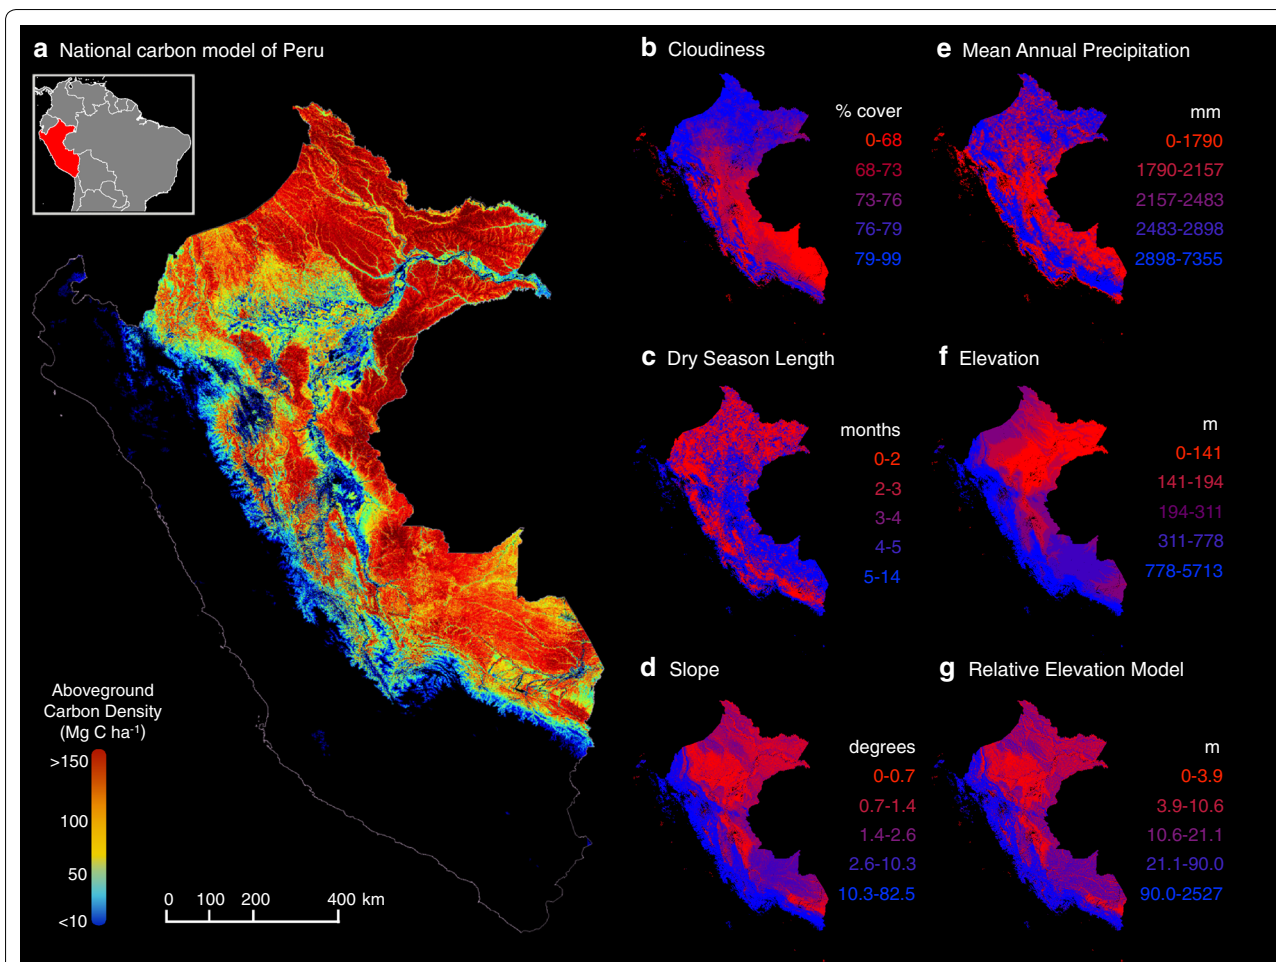 a National carbon model of Peru
Aboveground
Carbon Density
(Mg C ha⁻¹)
>150
100
50
<10
0 100 200 400 km
b Cloudiness
% cover
0-68
68-73
73-76
76-79
79-99
c Dry Season Length
months
0-2
2-3
3-4
4-5
5-14
d Slope
degrees
0-0.7
0.7-1.4
1.4-2.6
2.6-10.3
10.3-82.5
e Mean Annual Precipitation
mm
0-1790
1790-2157
2157-2483
2483-2898
2898-7355
f Elevation
m
0-141
141-194
194-311
311-778
778-5713
g Relative Elevation Model
m
0-3.9
3.9-10.6
10.6-21.1
21.1-90.0
90.0-2527